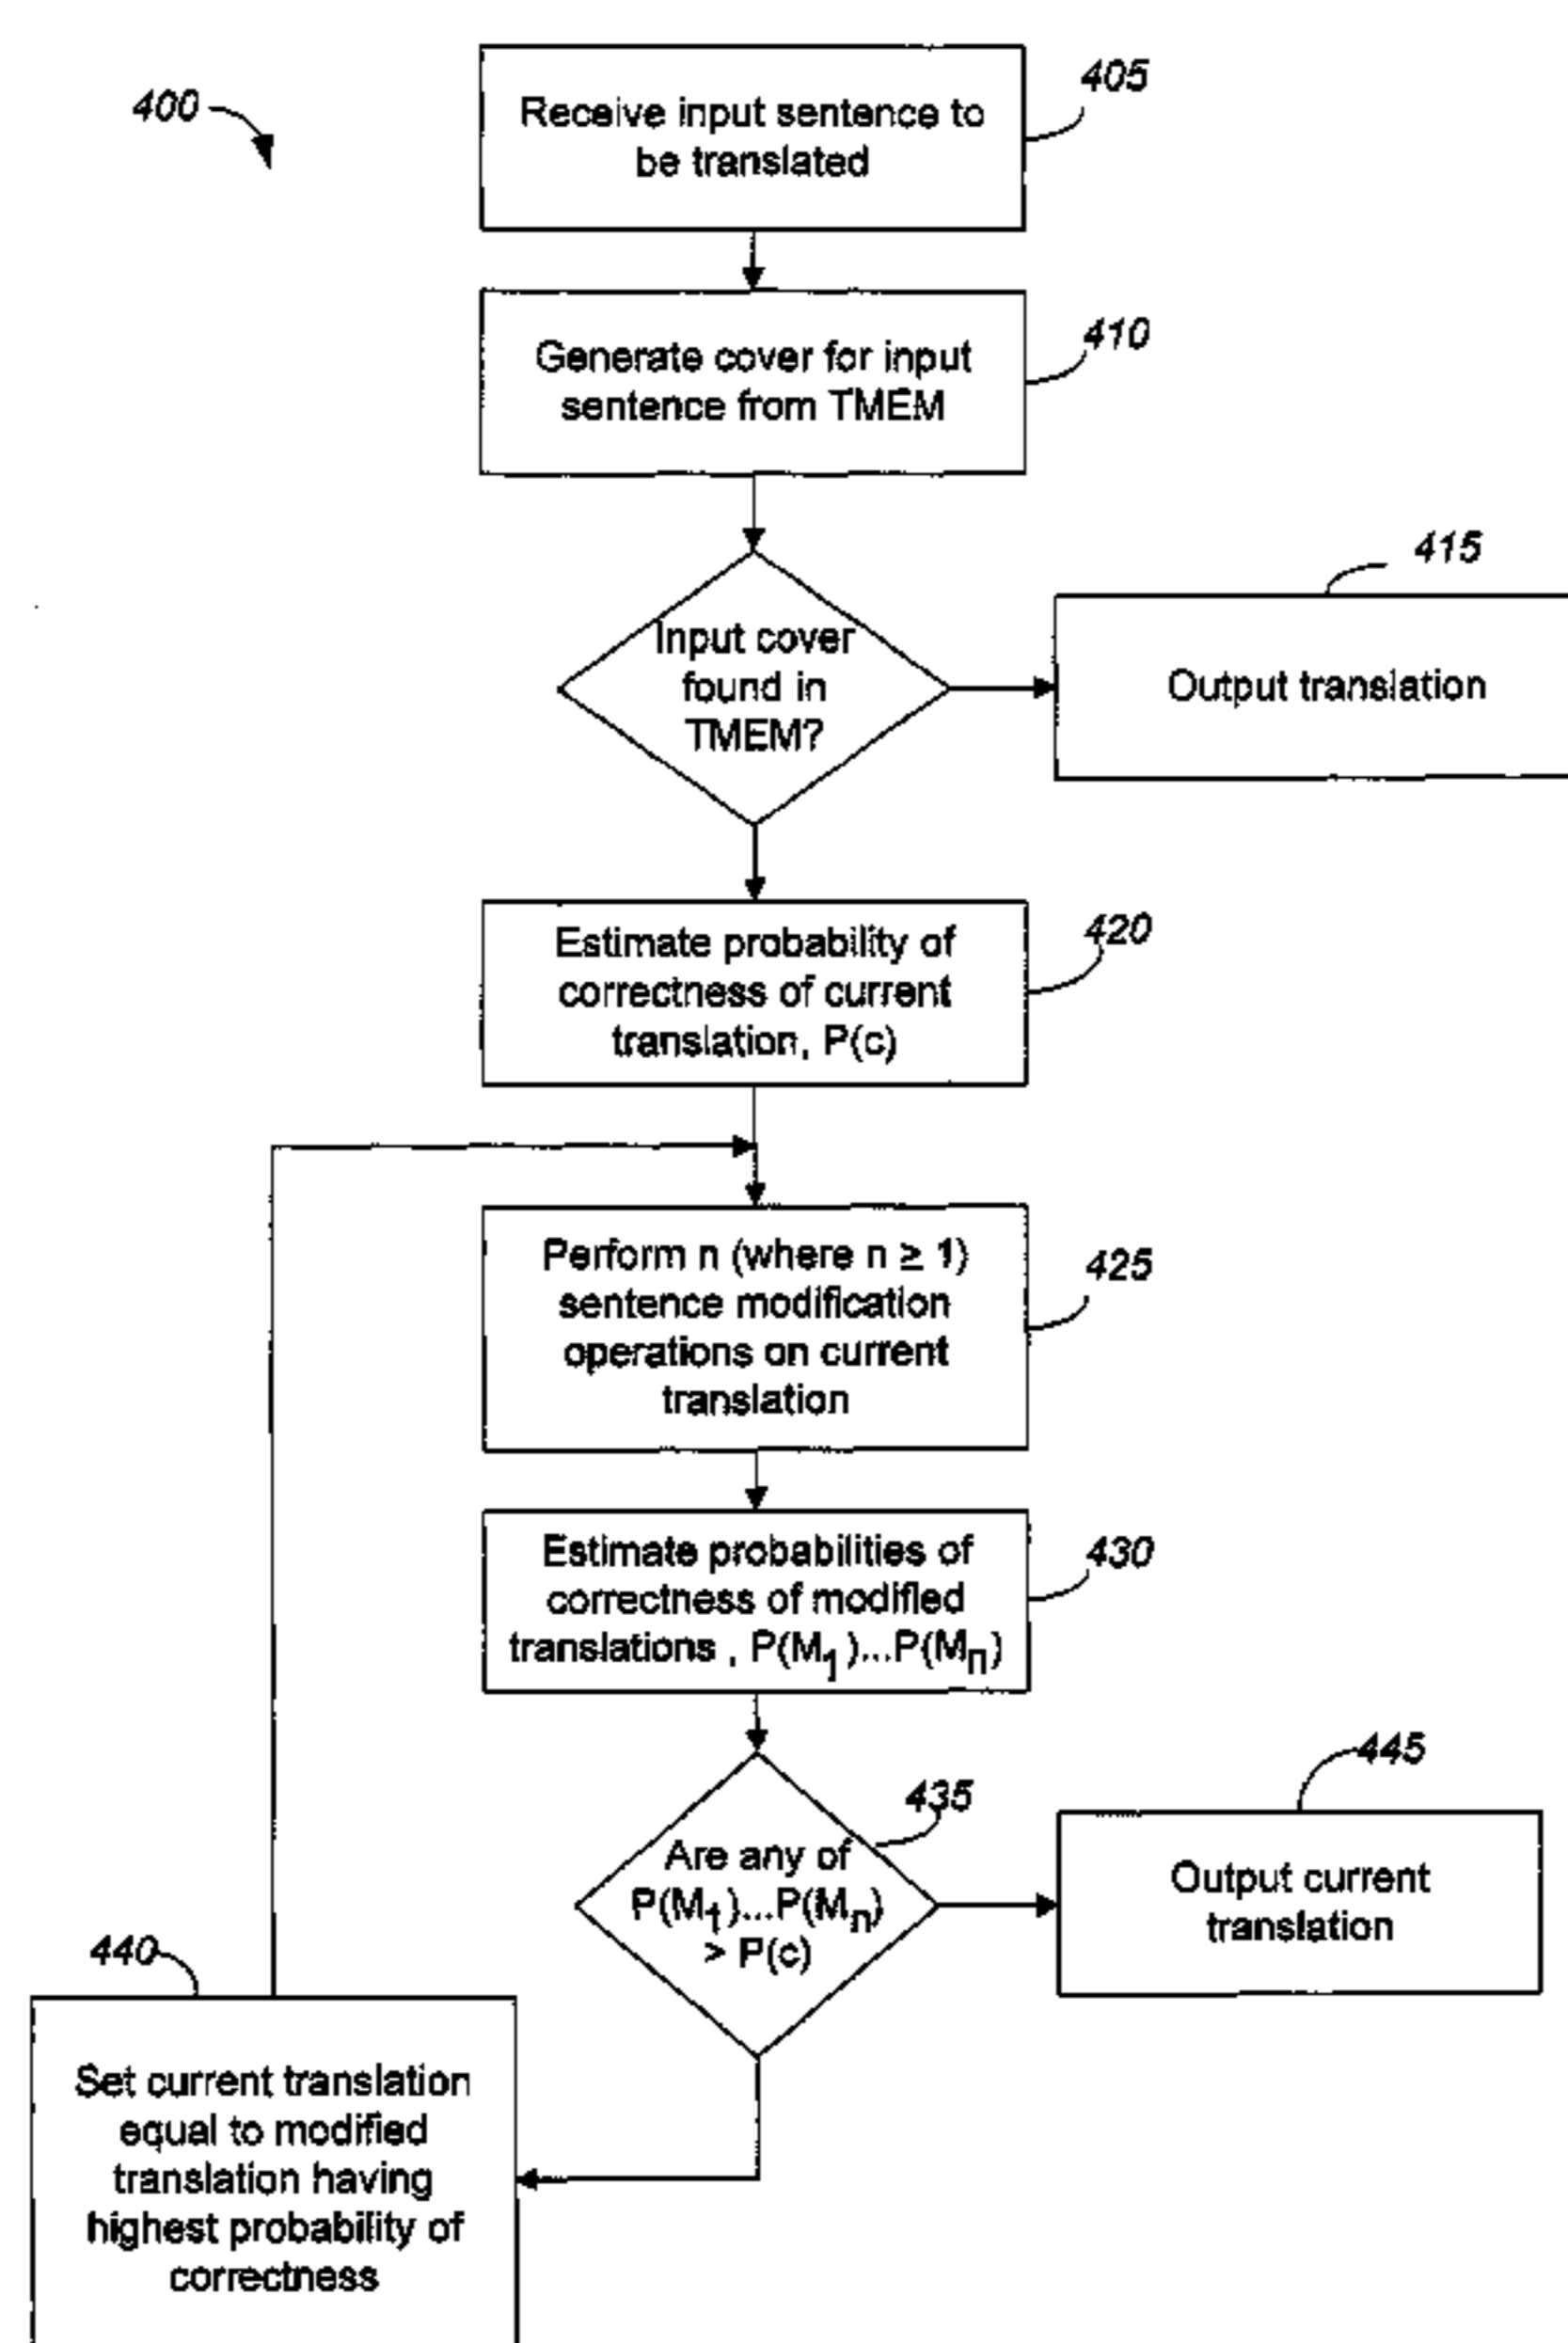 400
405
Receive input sentence to
be translated
410
Generate cover for input
sentence from TMEM
415
Input cover
found in
TMEM?
Output translation
420
Estimate probability of
correctness of current
translation, P(c)
425
Perform n (where n ≥ 1)
sentence modification
operations on current
translation
430
Estimate probabilities of
correctness of modified
translations , P(M1)...P(Mn)
435
Are any of
P(M1)...P(Mn)
> P(c)
445
Output current
translation
440
Set current translation
equal to modified
translation having
highest probability of
correctness